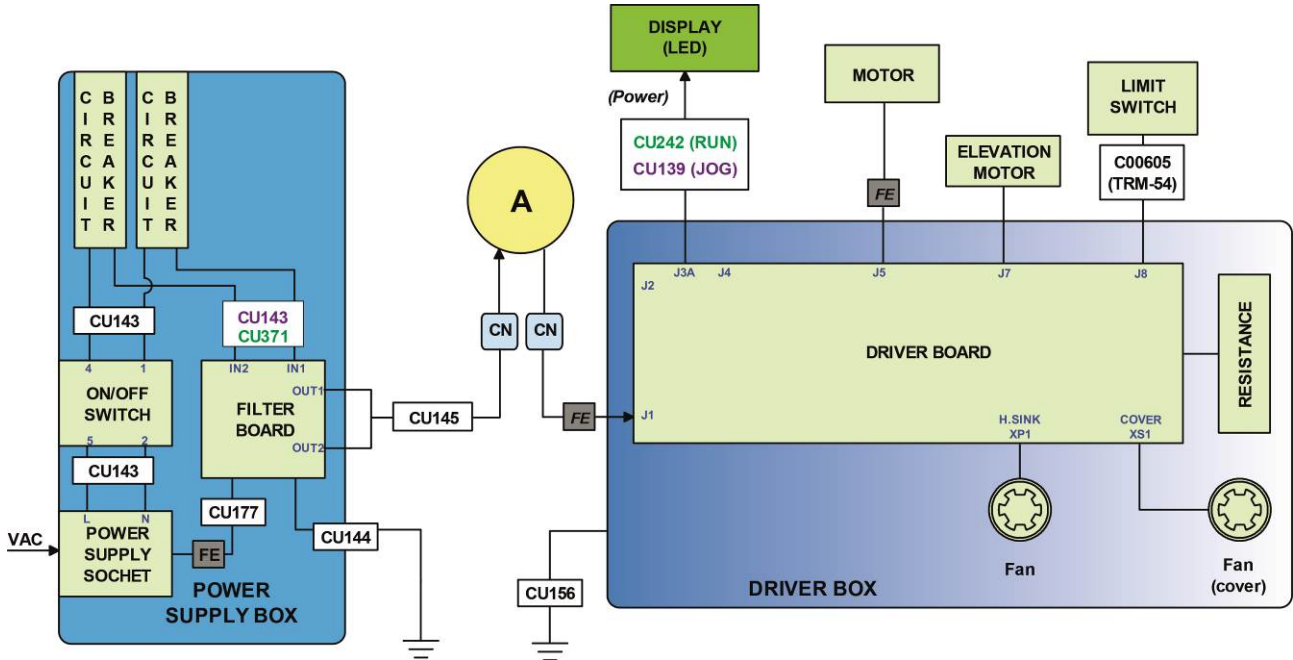 CIRCUIT
BREAKER
CIRCUIT
BREAKER
CU143
CU143
CU371
4
1
ON/OFF
SWITCH
5
2
IN2
IN1
OUT1
FILTER
BOARD
OUT2
CU143
L
N
POWER
SUPPLY
SOCHET
VAC
FE
CU177
CU144
POWER
SUPPLY BOX
CU145
A
CN
CN
FE
DISPLAY
(LED)
(Power)
CU242 (RUN)
CU139 (JOG)
MOTOR
FE
ELEVATION
MOTOR
LIMIT
SWITCH
C00605
(TRM-54)
J2
J3A
J4
J5
J7
J8
DRIVER BOARD
J1
H.SINK
XP1
COVER
XS1
RESISTANCE
Fan
Fan
(cover)
DRIVER BOX
CU156